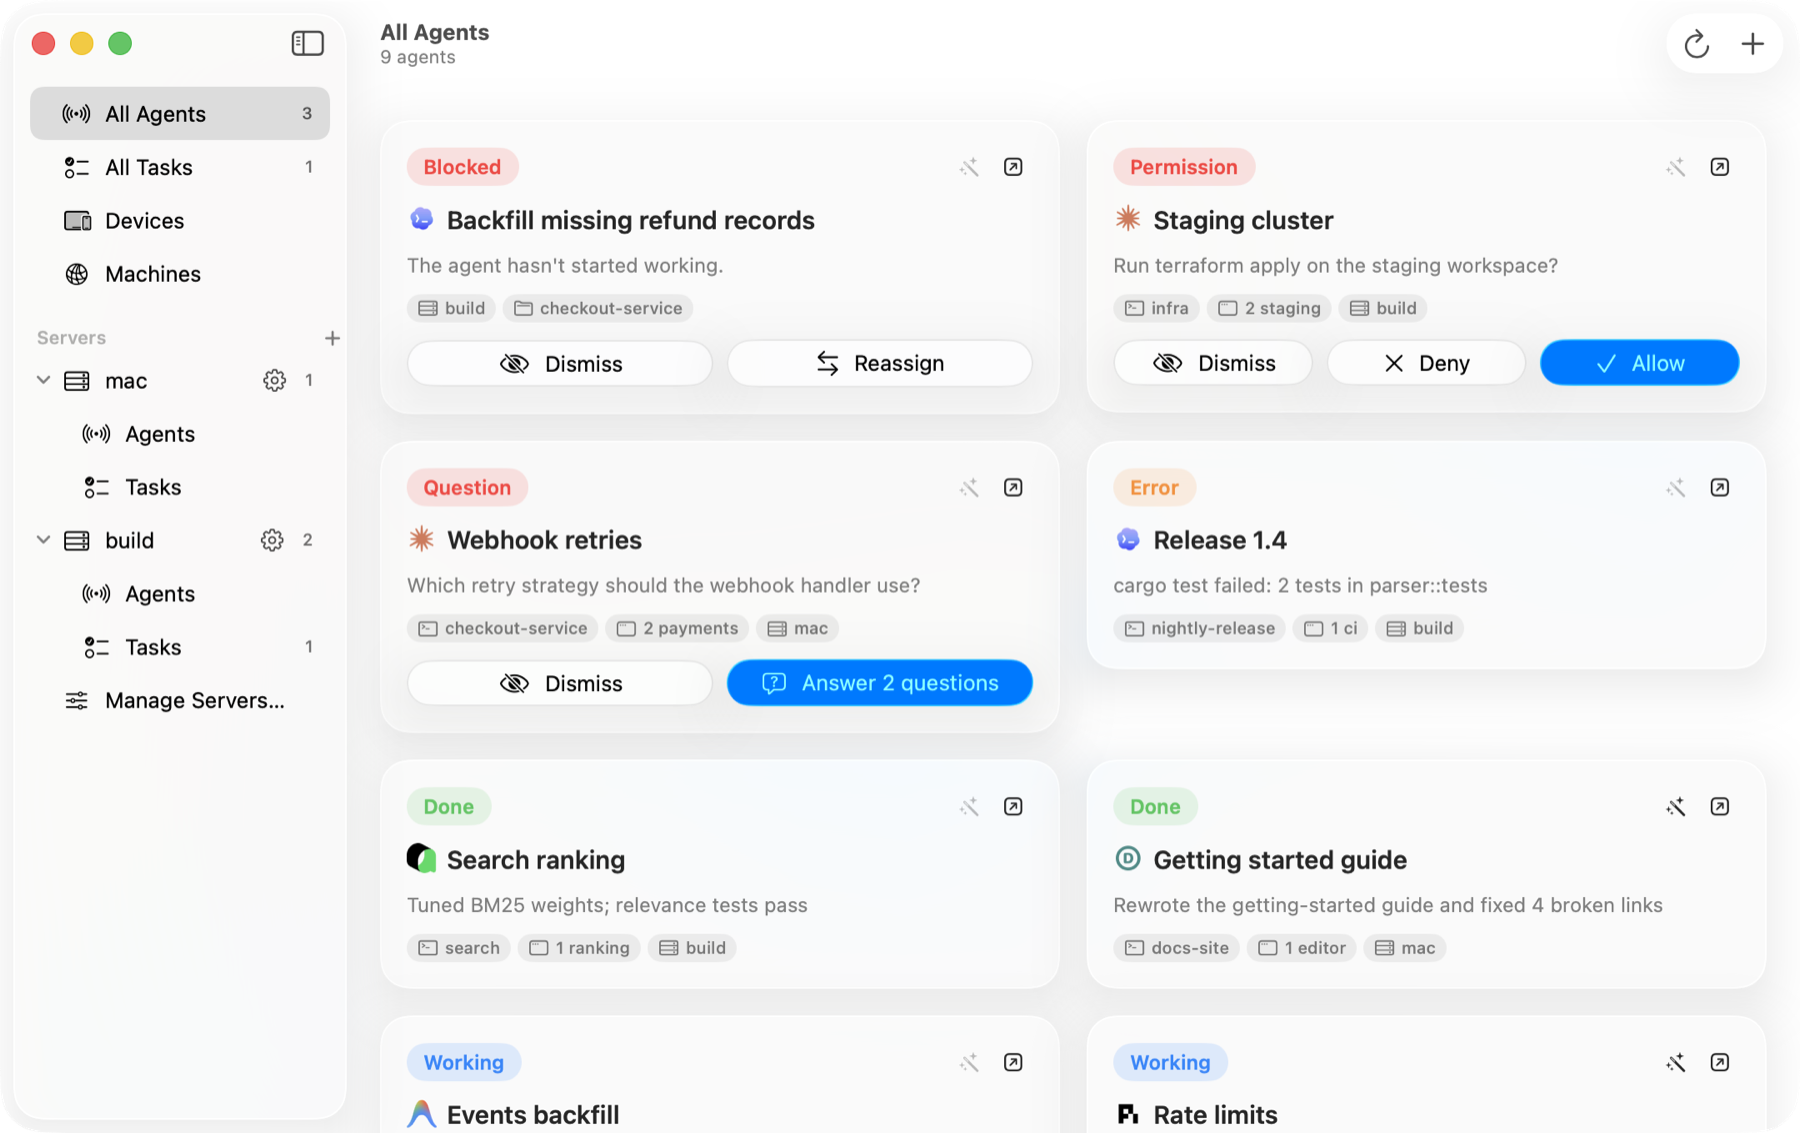 All Agents
9 agents
All Agents 3
All Tasks 1
Devices
Machines
Servers
mac 1
Agents
Tasks
build 2
Agents
Tasks 1
Manage Servers...
Blocked
Backfill missing refund records
The agent hasn't started working.
build checkout-service
Dismiss Reassign
Permission
Staging cluster
Run terraform apply on the staging workspace?
infra 2 staging build
Dismiss Deny Allow
Question
Webhook retries
Which retry strategy should the webhook handler use?
checkout-service 2 payments mac
Dismiss Answer 2 questions
Error
Release 1.4
cargo test failed: 2 tests in parser::tests
nightly-release 1 ci build
Done
Search ranking
Tuned BM25 weights; relevance tests pass
search 1 ranking build
Done
Getting started guide
Rewrote the getting-started guide and fixed 4 broken links
docs-site 1 editor mac
Working
Events backfill
Working
Rate limits